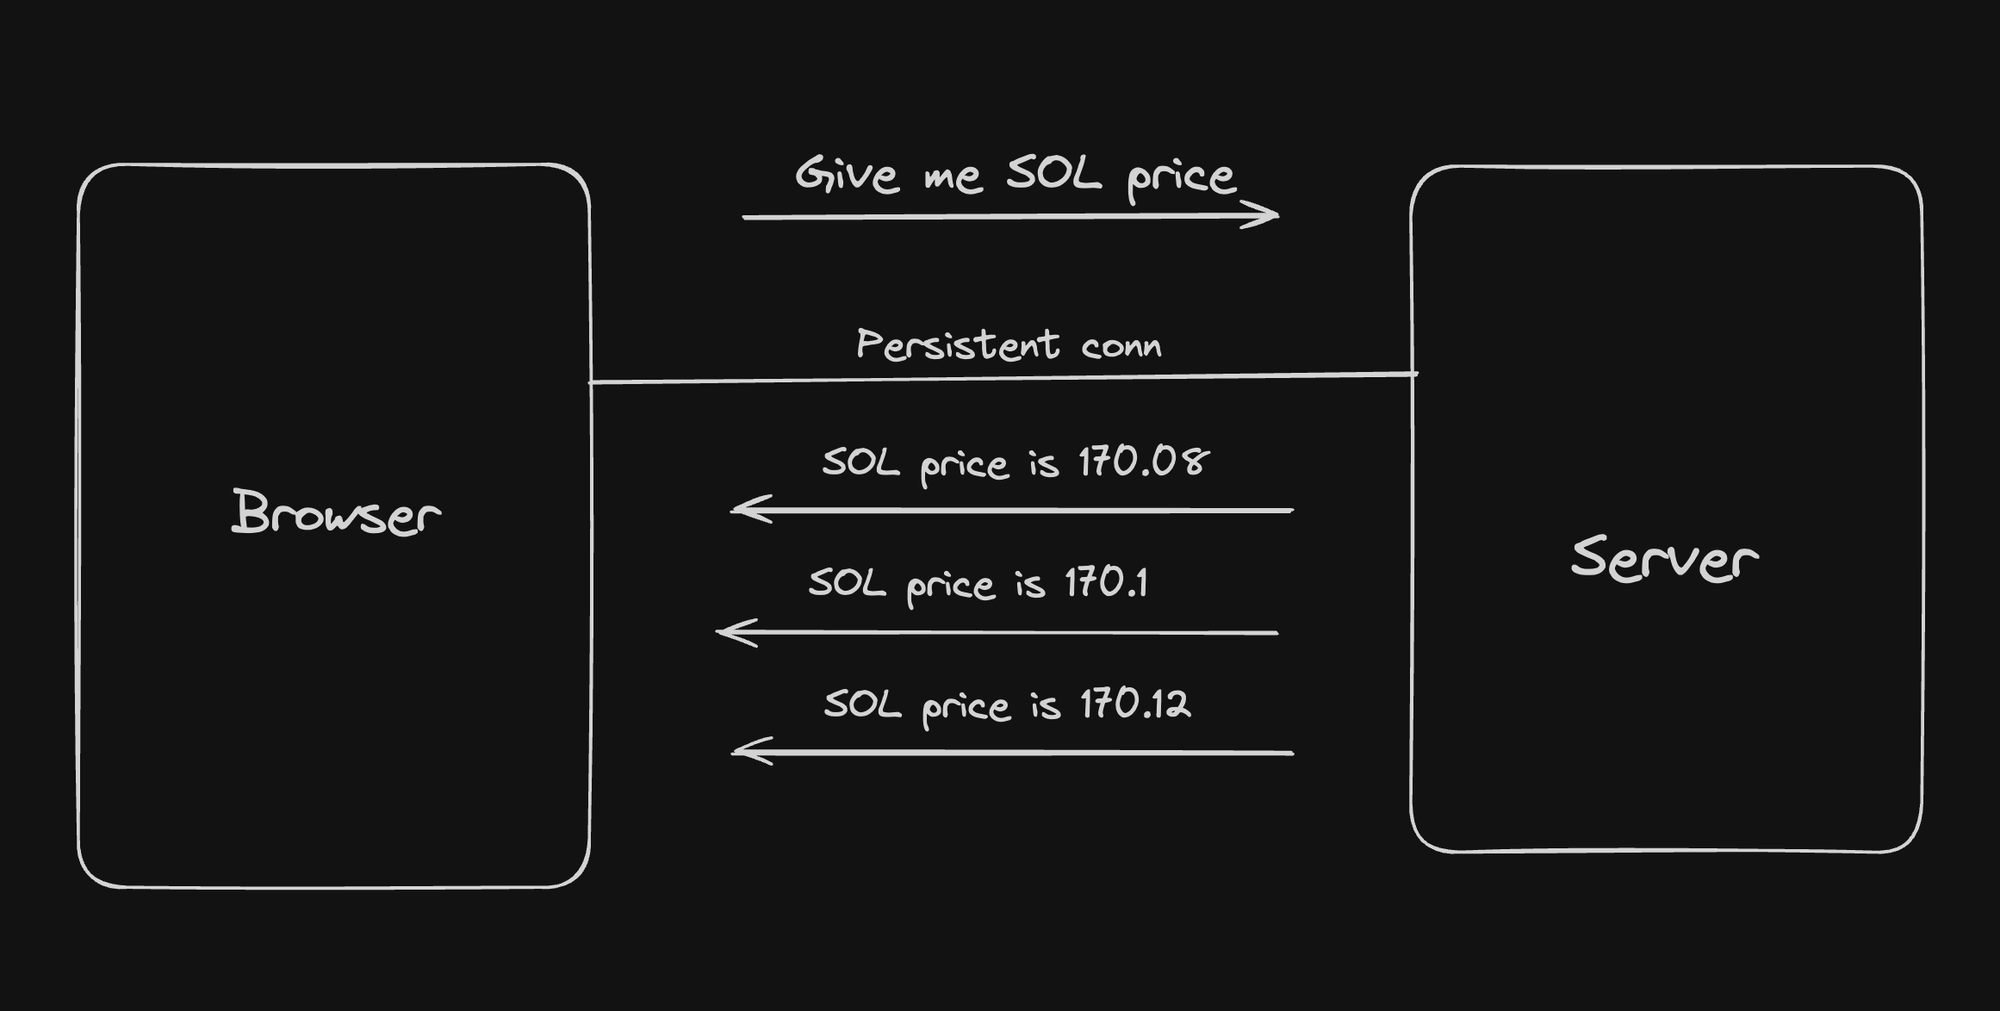 Give me SOL price
Persistent conn
SOL price is 170.08
Browser
Server
SOL price is 170.1
SOL price is 170.12